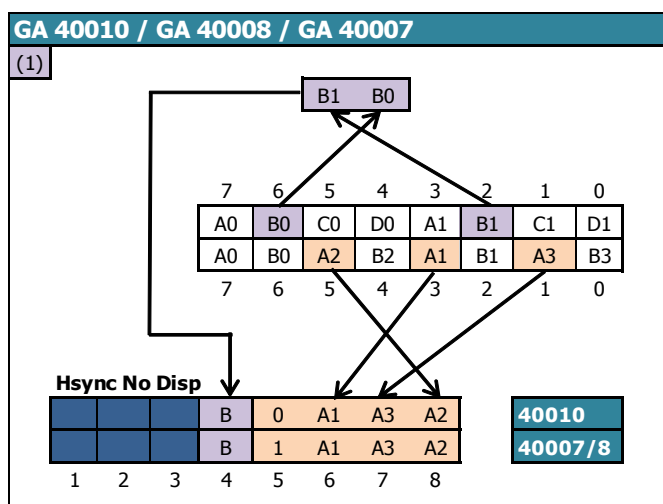 GA 40010 / GA 40008 / GA 40007
(1)
B1 B0
7 6 5 4 3 2 1 0
A0 B0 C0 D0 A1 B1 C1 D1
A0 B0 A2 B2 A1 B1 A3 B3
7 6 5 4 3 2 1 0
Hsync No Disp
B 0 A1 A3 A2 40010
B 1 A1 A3 A2 40007/8
1 2 3 4 5 6 7 8